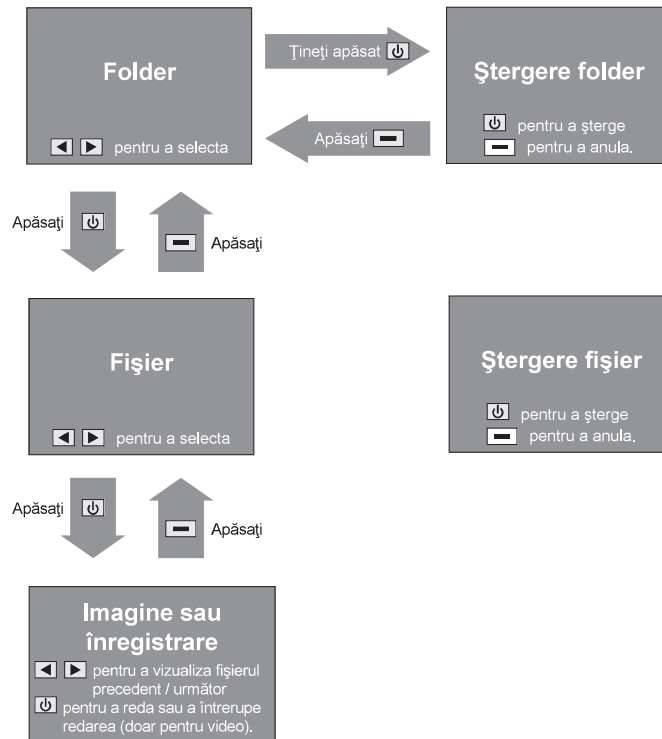 Folder
◀ ▶ pentru a selecta
Ţineţi apăsat ⏻
Apăsaţi ▬
Ştergere folder
⏻ pentru a şterge
▬ pentru a anula.
Apăsaţi ⏻
▬ Apăsaţi
Fişier
◀ ▶ pentru a selecta
Ştergere fişier
⏻ pentru a şterge
▬ pentru a anula.
Apăsaţi ⏻
▬ Apăsaţi
Imagine sau
înregistrare
◀ ▶ pentru a vizualiza fişierul
precedent / următor
⏻ pentru a reda sau a întrerupe
redarea (doar pentru video).